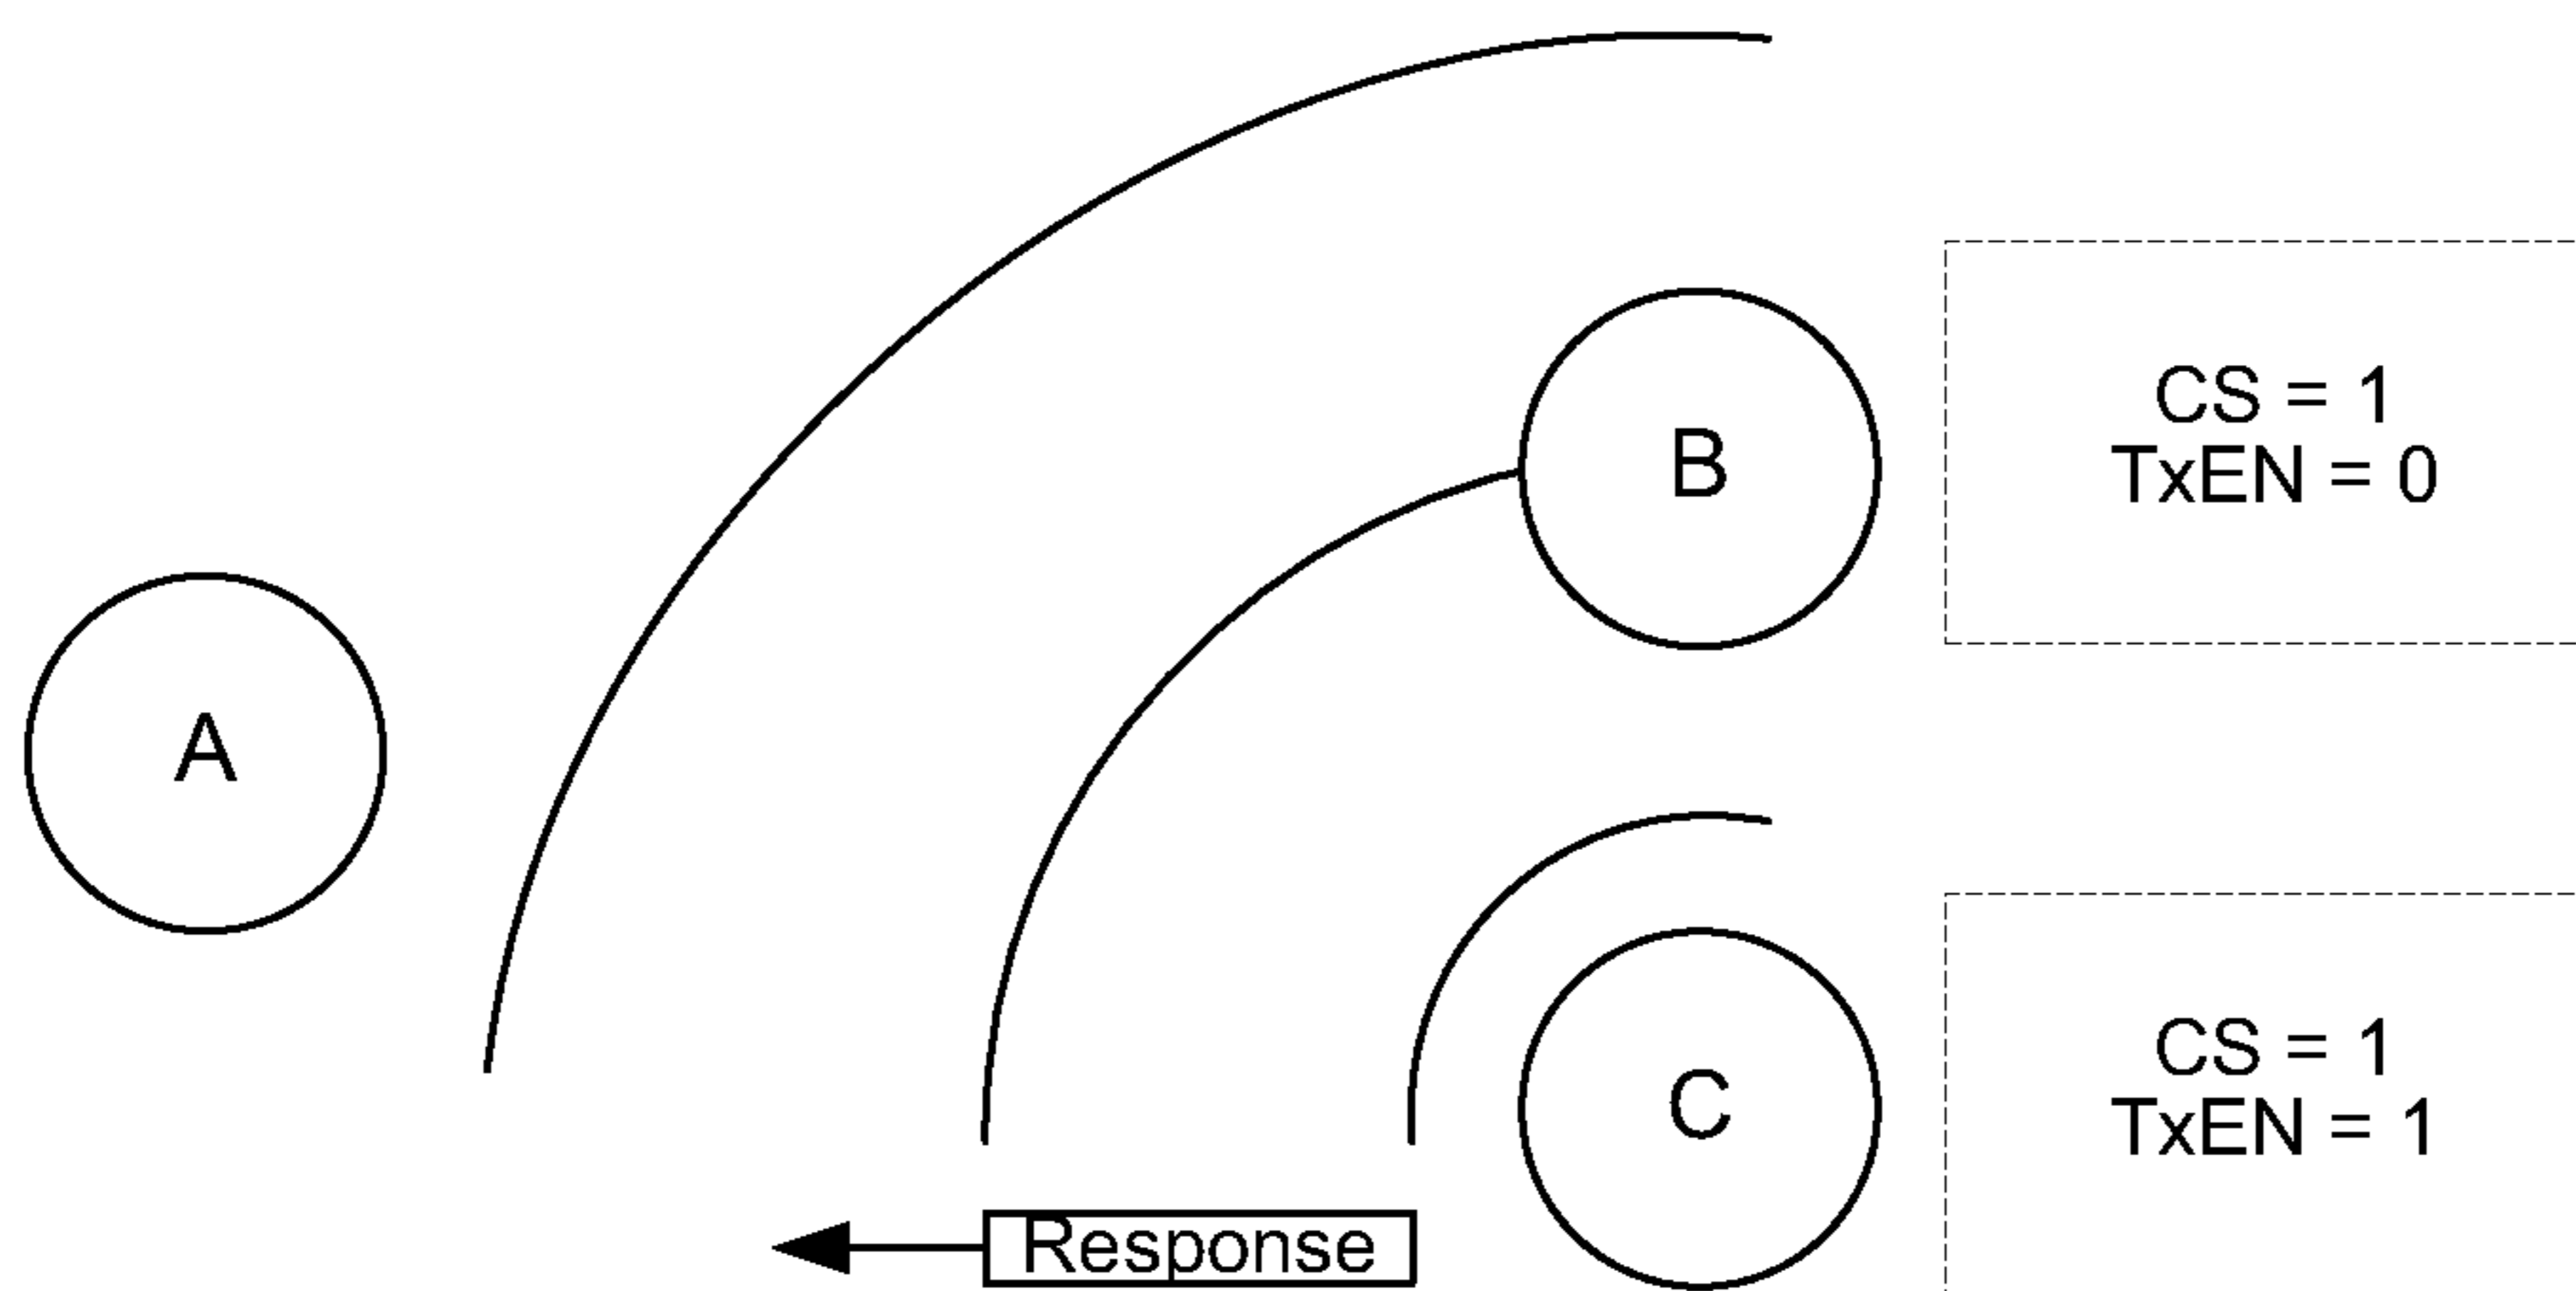 B
CS = 1
TxEN = 0
A
C
CS = 1
TxEN = 1
Response